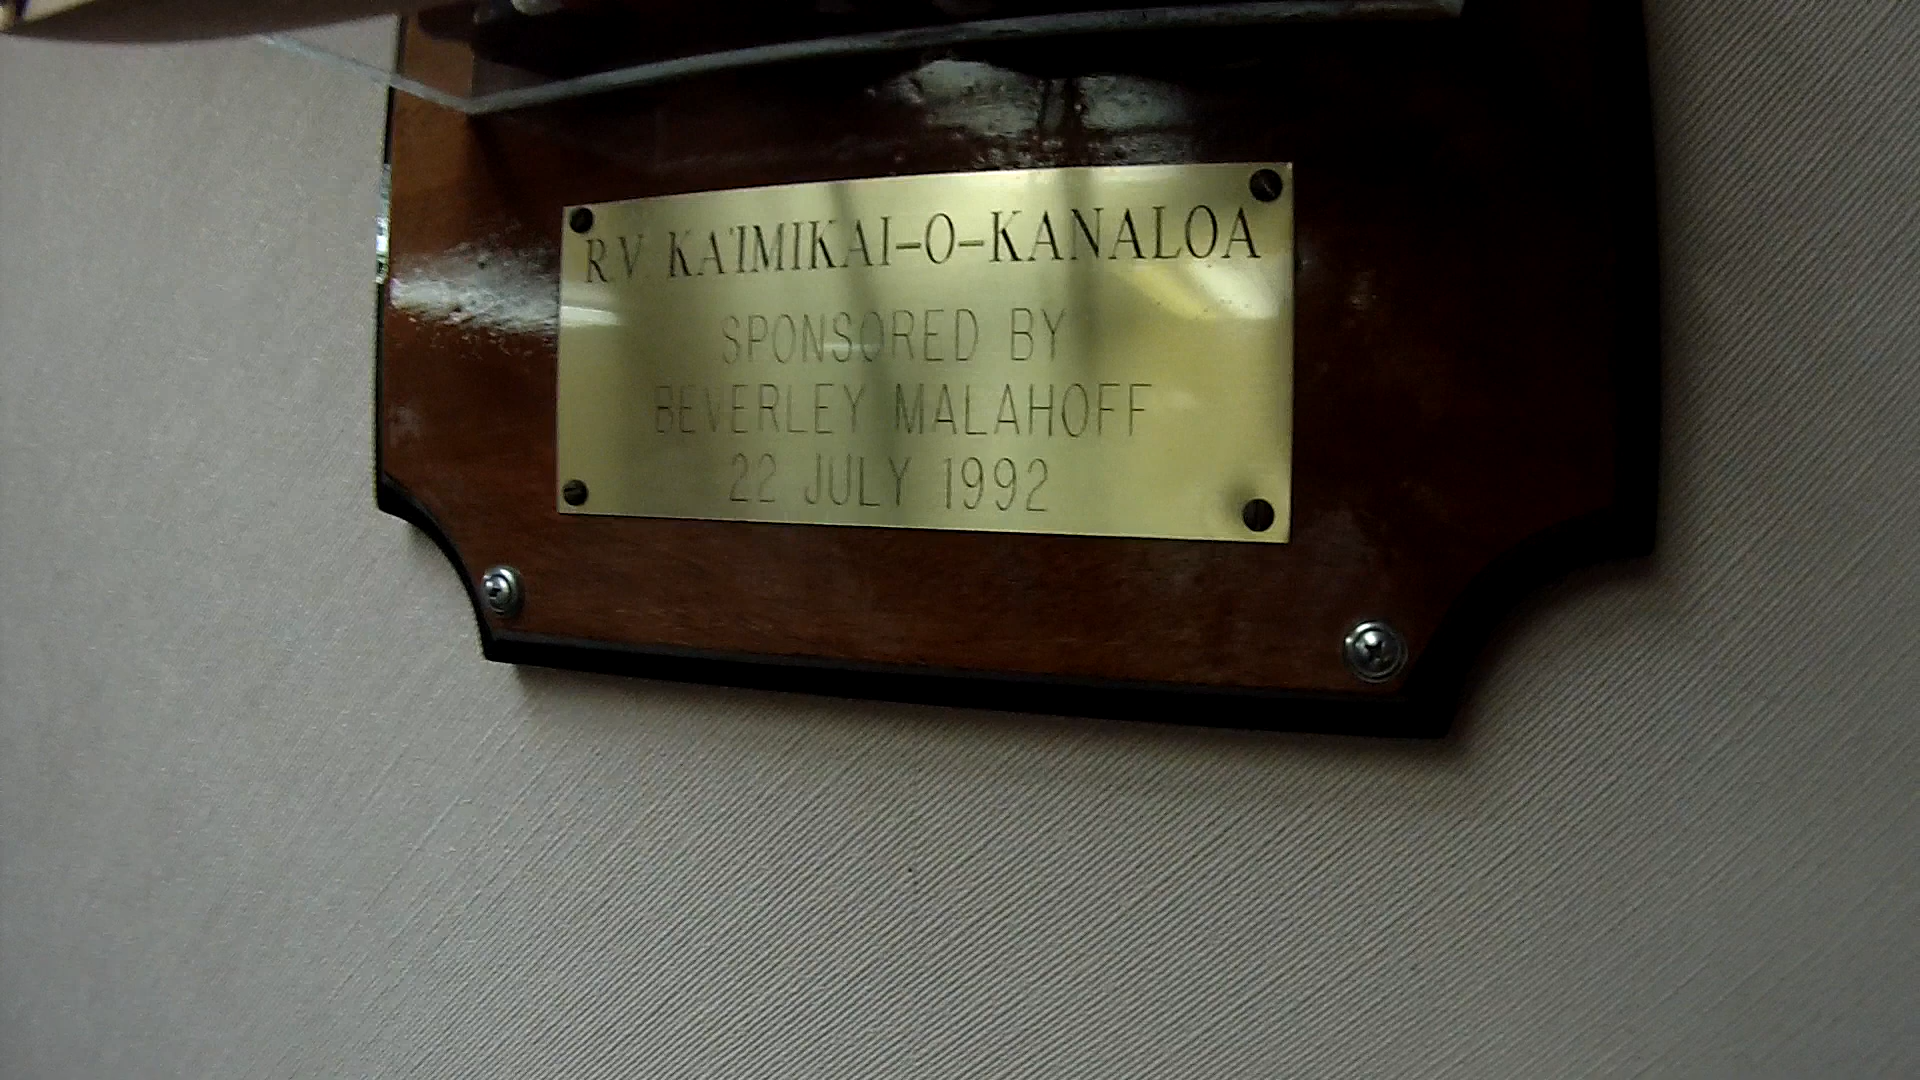 R.V. KA'IMIKAI-O-KANALOA
SPONSORED BY
BEVERLEY MALAHOFF
22 JULY 1992